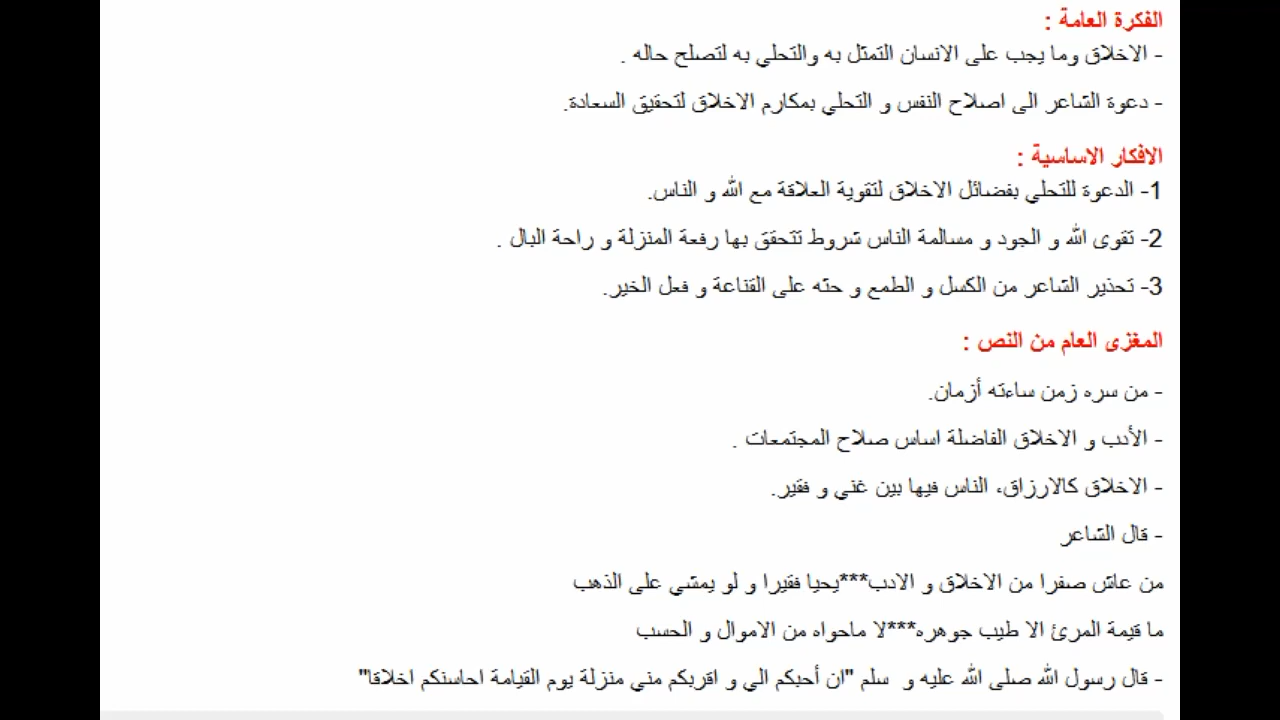 الفكرة العامة :
- الاخلاق وما يجب على الانسان التمثل به والتحلي به لتصلح حاله .
- دعوة الشاعر الى اصلاح النفس و التحلي بمكارم الاخلاق لتحقيق السعادة.
الافكار الاساسية :
1- الدعوة للتحلي بفضائل الاخلاق لتقوية العلاقة مع الله و الناس.
2- تقوى الله و الجود و مسالمة الناس شروط تتحقق بها رفعة المنزلة و راحة البال .
3- تحذير الشاعر من الكسل و الطمع و حثه على القناعة و فعل الخير.
المغزى العام من النص :
- من سره زمن ساءته أزمان.
- الأدب و الاخلاق الفاضلة اساس صلاح المجتمعات .
- الاخلاق كالارزاق، الناس فيها بين غني و فقير.
- قال الشاعر
من عاش صفرا من الاخلاق و الادب***يحيا فقيرا و لو يمشي على الذهب
ما قيمة المرئ الا طيب جوهره***لا ماحواه من الاموال و الحسب
- قال رسول الله صلى الله عليه و سلم "ان أحبكم الي و اقربكم مني منزلة يوم القيامة احاسنكم اخلاقا"